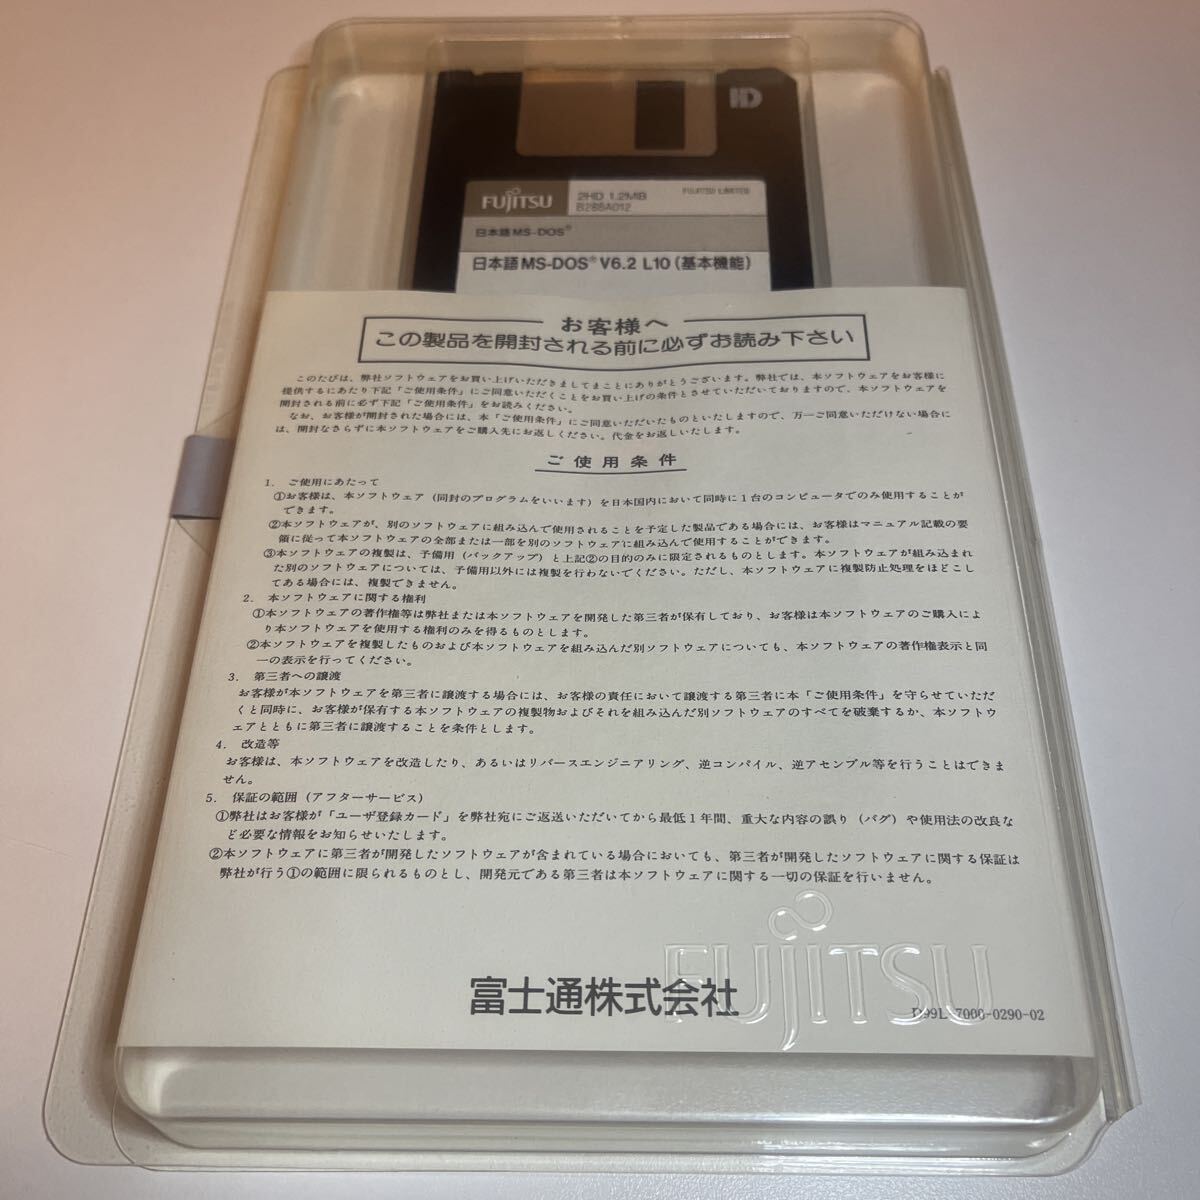 HD
FUJITSU
2HD 1.2MB
B28BA012
FUJITSU LIMITED
日本語MS-DOS®
日本語MS-DOS® V6.2 L10(基本機能)
お客様へ
この製品を開封される前に必ずお読み下さい
このたびは、弊社ソフトウェアをお買い上げいただきましてまことにありがとうございます。弊社では、本ソフトウェアをお客様に
提供するにあたり下記「ご使用条件」にご同意いただくことをお買い上げの条件とさせていただいておりますので、本ソフトウェアを
開封される前に必ず下記「ご使用条件」をお読みください。
なお、お客様が開封された場合には、本「ご使用条件」にご同意いただいたものといたしますので、万一ご同意いただけない場合に
は、開封なさらずに本ソフトウェアをご購入先にお返しください。代金をお返しいたします。
ご使用条件
1. ご使用にあたって
①お客様は、本ソフトウェア(同封のプログラムをいいます)を日本国内において同時に1台のコンピュータでのみ使用することが
できます。
②本ソフトウェアが、別のソフトウェアに組み込んで使用されることを予定した製品である場合には、お客様はマニュアル記載の要
領に従って本ソフトウェアの全部または一部を別のソフトウェアに組み込んで使用することができます。
③本ソフトウェアの複製は、予備用(バックアップ)と上記②の目的のみに限定されるものとします。本ソフトウェアが組み込まれ
た別のソフトウェアについては、予備用以外には複製を行わないでください。ただし、本ソフトウェアに複製防止処理をほどこし
てある場合には、複製できません。
2. 本ソフトウェアに関する権利
①本ソフトウェアの著作権等は弊社または本ソフトウェアを開発した第三者が保有しており、お客様は本ソフトウェアのご購入によ
り本ソフトウェアを使用する権利のみを得るものとします。
②本ソフトウェアを複製したものおよび本ソフトウェアを組み込んだ別ソフトウェアについても、本ソフトウェアの著作権表示と同
一の表示を行ってください。
3. 第三者への譲渡
お客様が本ソフトウェアを第三者に譲渡する場合には、お客様の責任において譲渡する第三者に本「ご使用条件」を守らせていただ
くと同時に、お客様が保有する本ソフトウェアの複製物およびそれを組み込んだ別ソフトウェアのすべてを破棄するか、本ソフトウ
ェアとともに第三者に譲渡することを条件とします。
4. 改造等
お客様は、本ソフトウェアを改造したり、あるいはリバースエンジニアリング、逆コンパイル、逆アセンブル等を行うことはできま
せん。
5. 保証の範囲(アフターサービス)
①弊社はお客様が「ユーザ登録カード」を弊社宛にご返送いただいてから最低1年間、重大な内容の誤り(バグ)や使用法の改良な
ど必要な情報をお知らせいたします。
②本ソフトウェアに第三者が開発したソフトウェアが含まれている場合においても、第三者が開発したソフトウェアに関する保証は
弊社が行う①の範囲に限られるものとし、開発元である第三者は本ソフトウェアに関する一切の保証を行いません。
FUJITSU
富士通株式会社
D99L-7000-0290-02